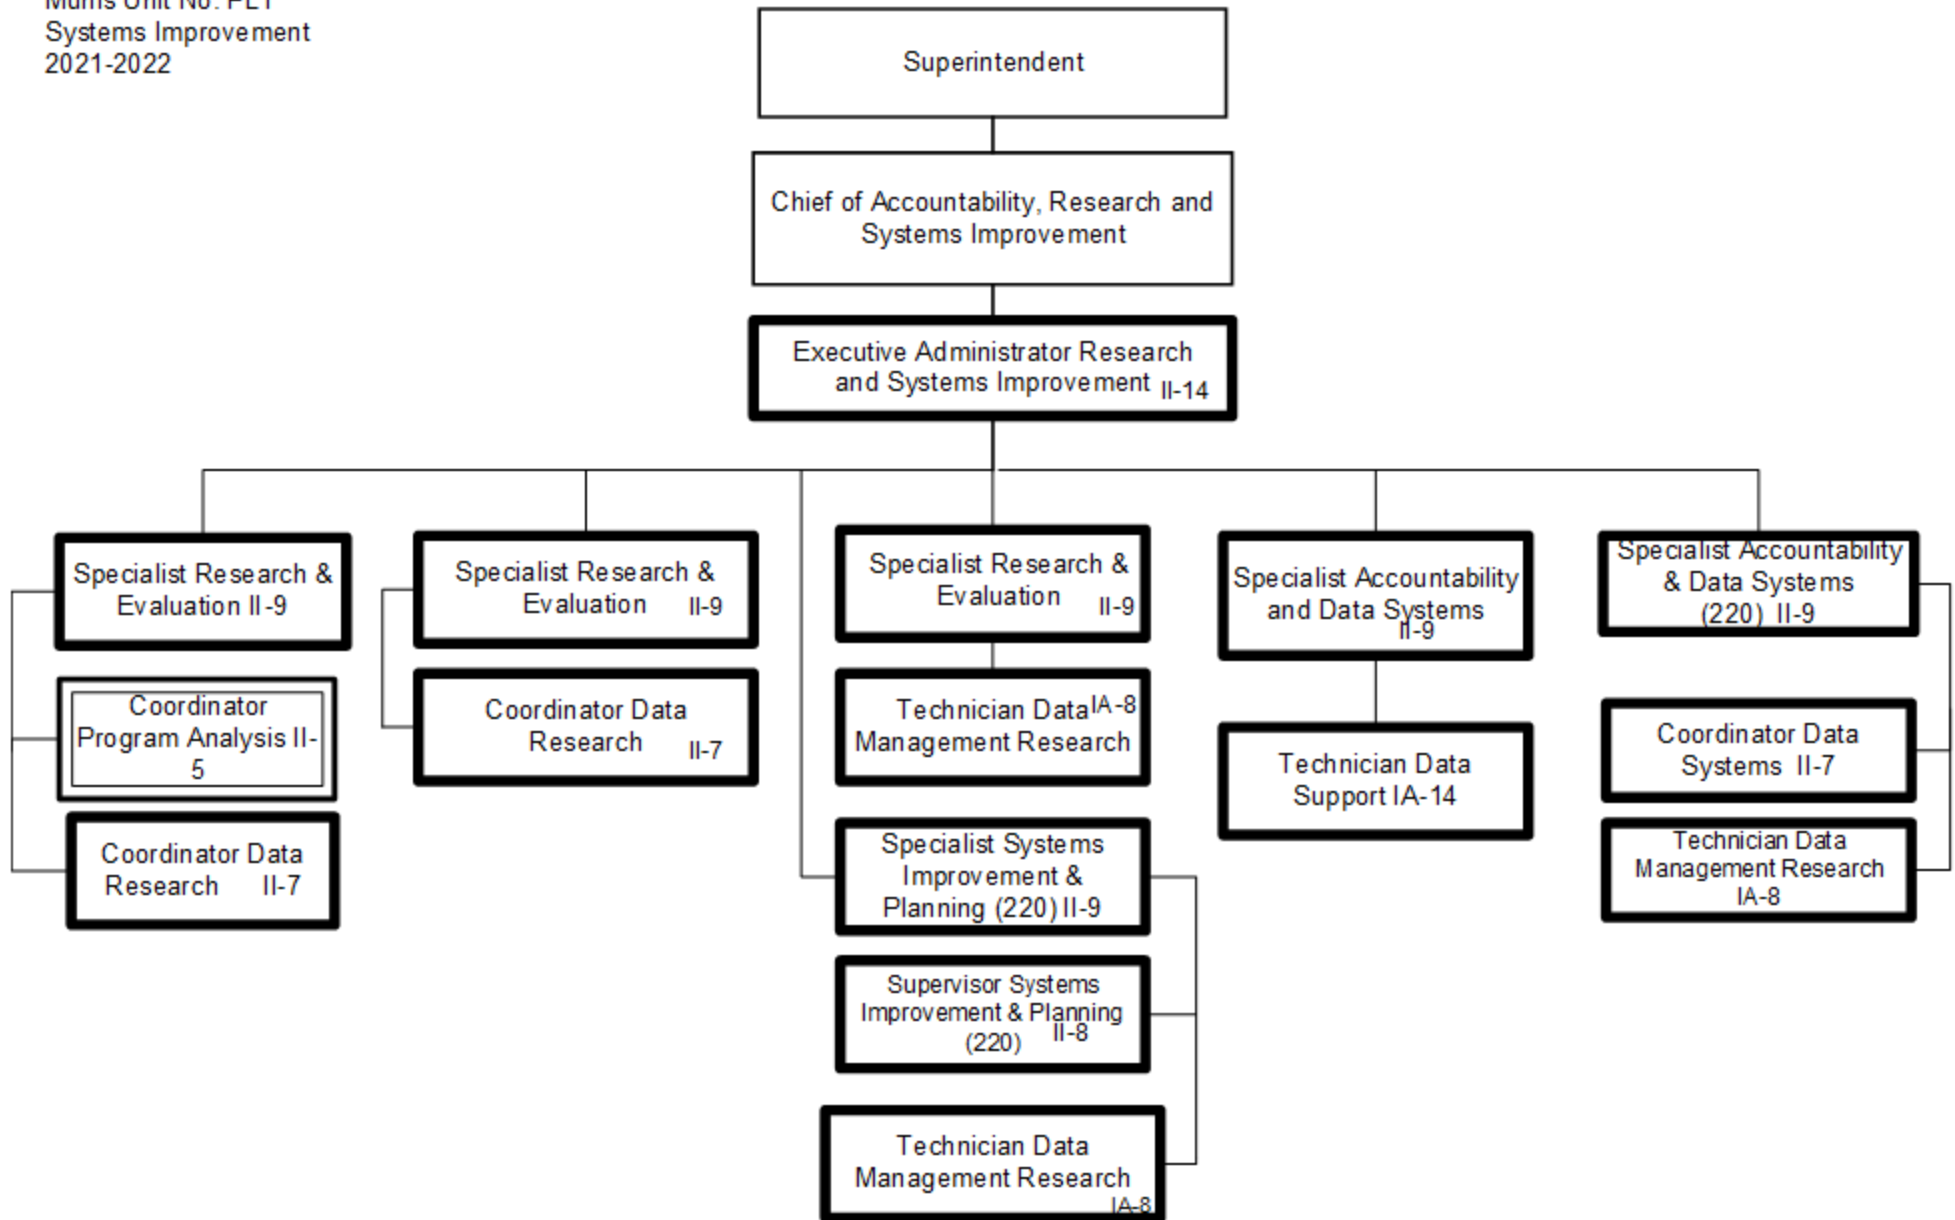 Munis Unit No. PET
Systems Improvement
2021-2022
Superintendent
Chief of Accountability, Research and
Systems Improvement
Executive Administrator Research
and Systems Improvement II-14
Specialist Research &
Evaluation II-9
Coordinator
Program Analysis II-
5
Coordinator Data
Research II-7
Specialist Research &
Evaluation II-9
Coordinator Data
Research II-7
Specialist Research &
Evaluation II-9
Technician Data IA-8
Management Research
Specialist Systems
Improvement &
Planning (220) II-9
Supervisor Systems
Improvement & Planning
(220) II-8
Technician Data
Management Research
IA-8
Specialist Accountability
and Data Systems
II-9
Technician Data
Support IA-14
Specialist Accountability
& Data Systems
(220) II-9
Coordinator Data
Systems II-7
Technician Data
Management Research
IA-8